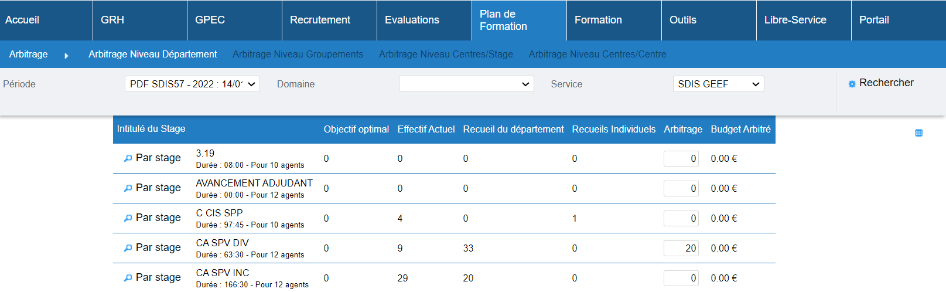 Accueil GRH GPEC Recrutement Evaluations Plan de Formation Formation Outils Libre-Service Portail
Arbitrage Arbitrage Niveau Département Arbitrage Niveau Groupements Arbitrage Niveau Centres/Stage Arbitrage Niveau Centres/Centre
Période PDF SDIS57 - 2022 : 14/01 Domaine Service SDIS GEEF Rechercher
Intitulé du Stage Objectif optimal Effectif Actuel Recueil du département Recueils Individuels Arbitrage Budget Arbitré
Par stage 3.19 0 0 0 0 0 0.00 €
Durée : 08:00 - Pour 10 agents
Par stage AVANCEMENT ADJUDANT 0 0 0 0 0 0.00 €
Durée : 00:00 - Pour 12 agents
Par stage C CIS SPP 0 4 0 1 0 0.00 €
Durée : 97:45 - Pour 10 agents
Par stage CA SPV DIV 0 9 33 0 20 0.00 €
Durée : 63:30 - Pour 12 agents
Par stage CA SPV INC 0 29 20 0 0 0.00 €
Durée : 166:30 - Pour 12 agents